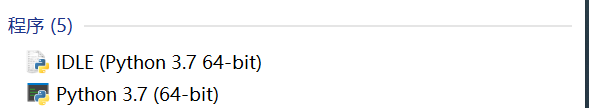 程序 (5)
IDLE (Python 3.7 64-bit)
Python 3.7 (64-bit)